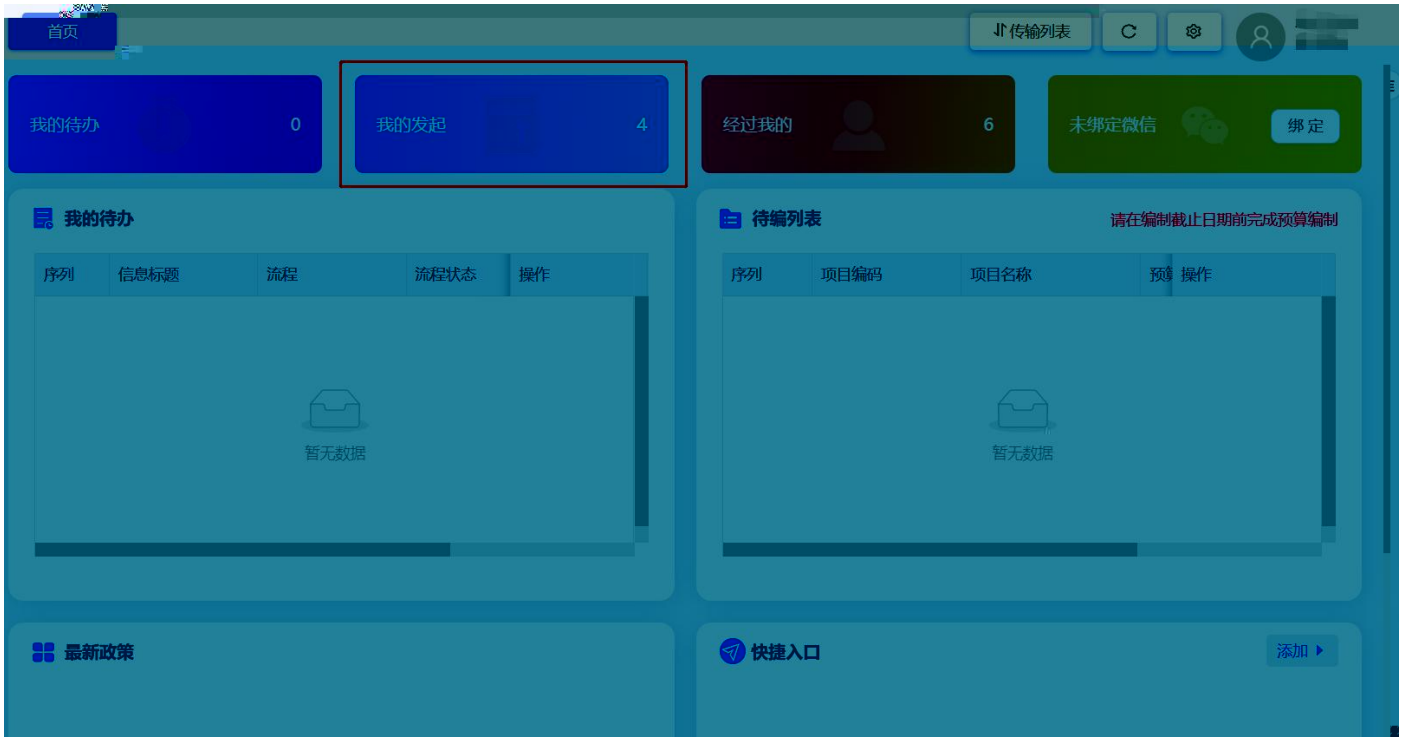 首页
传输列表
我的待办 0
我的发起 4
经过我的 6
未绑定微信 绑定
我的待办
待编列表 请在编制截止日期前完成预算编制
序列 信息标题 流程 流程状态 操作
序列 项目编码 项目名称 操作
暂无数据
暂无数据
最新政策
快捷入口 添加